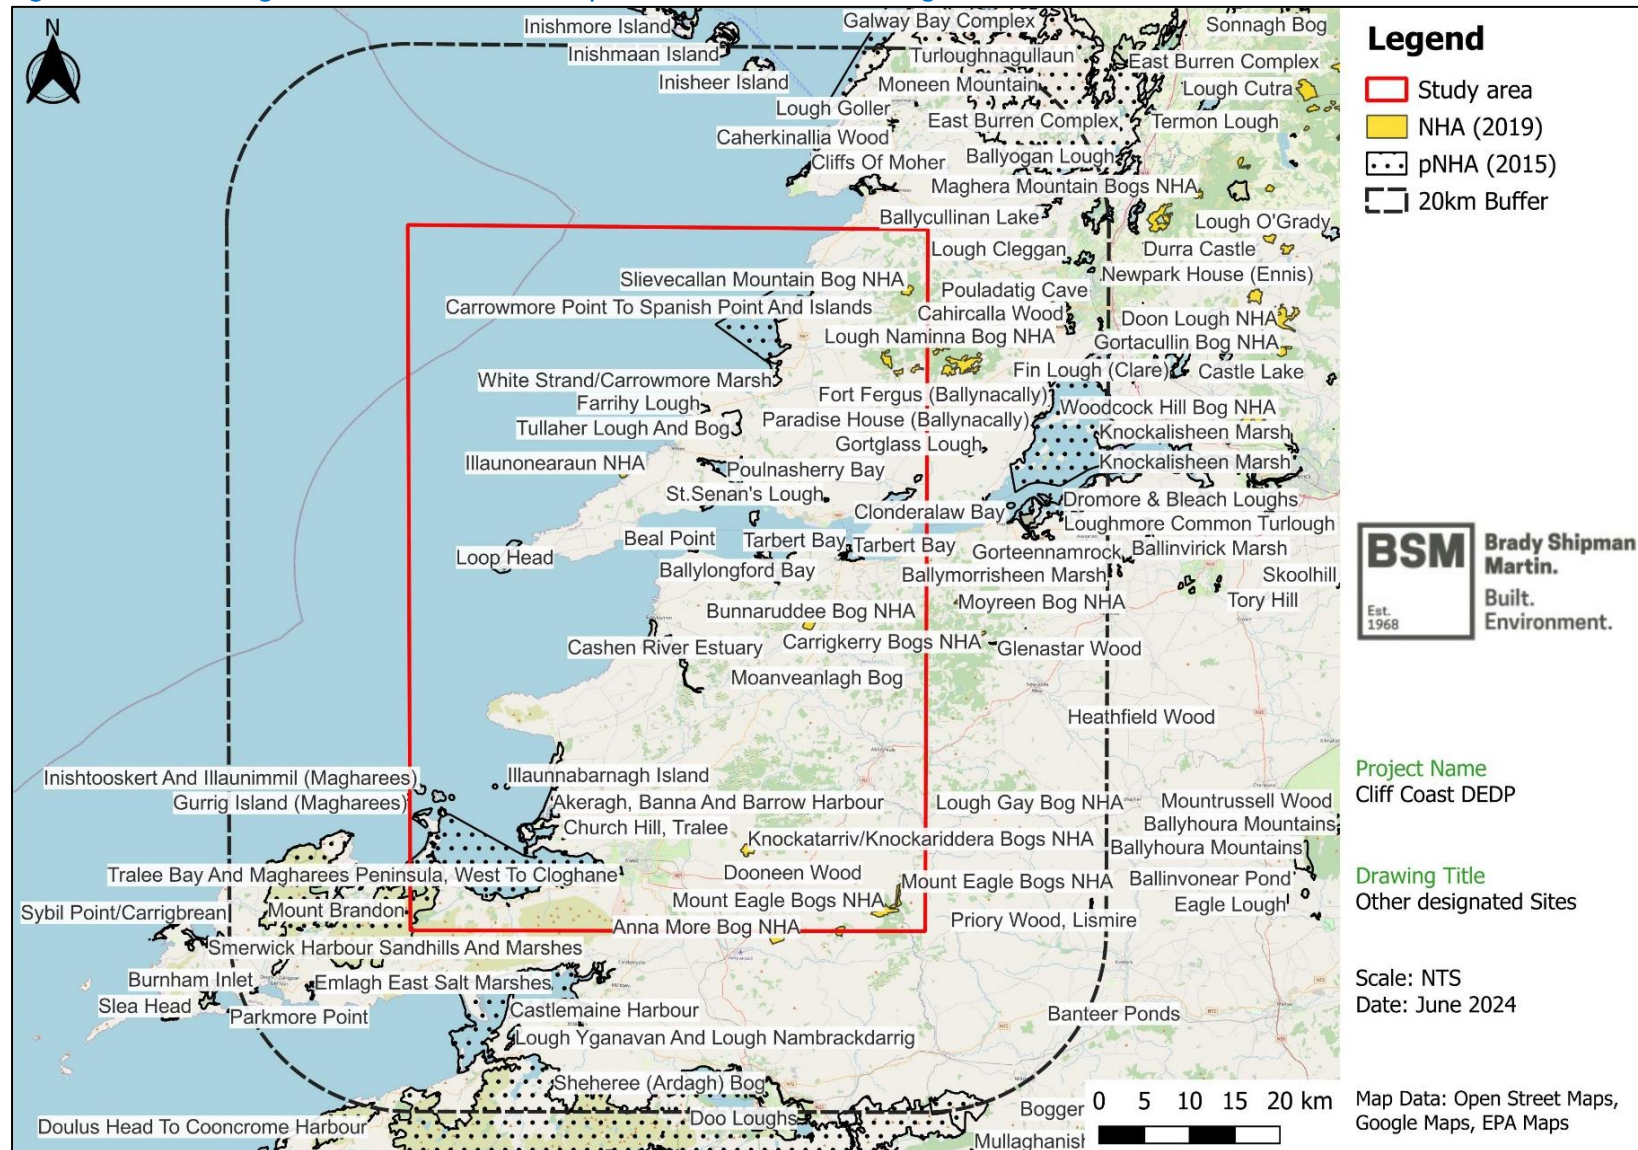 N
Inishmore Island
Inishmaan Island
Inisheer Island
Galway Bay Complex
Sonnagh Bog
Turloughnagullaun
East Burren Complex
Moneen Mountain
Lough Cutra
Lough Goller
East Burren Complex
Termon Lough
Caherkinallia Wood
Cliffs Of Moher
Ballyogan Lough
Maghera Mountain Bogs NHA
Ballycullinan Lake
Lough O'Grady
Lough Cleggan
Durra Castle
Slievecallan Mountain Bog NHA
Newpark House (Ennis)
Pouladatig Cave
Carrowmore Point To Spanish Point And Islands
Cahircalla Wood
Doon Lough NHA
Lough Naminna Bog NHA
Gortacullin Bog NHA
White Strand/Carrowmore Marsh
Fin Lough (Clare)
Castle Lake
Farrihy Lough
Fort Fergus (Ballynacally)
Woodcock Hill Bog NHA
Tullaher Lough And Bog
Paradise House (Ballynacally)
Knockalisheen Marsh
Gortglass Lough
Illaunonearaun NHA
Poulnasherry Bay
Knockalisheen Marsh
St.Senan's Lough
Clonderalaw Bay
Dromore & Bleach Loughs
Loughmore Common Turlough
Beal Point
Tarbert Bay
Tarbert Bay
Loop Head
Gorteennamrock
Ballinvirick Marsh
Ballylongford Bay
Ballymorrisheen Marsh
Skoolhill
Bunnaruddee Bog NHA
Moyreen Bog NHA
Tory Hill
Cashen River Estuary
Carrigkerry Bogs NHA
Glenastar Wood
Moanveanlagh Bog
Heathfield Wood
Inishtooskert And Illaunimmil (Magharees)
Illaunnabarnagh Island
Gurrig Island (Magharees)
Akeragh, Banna And Barrow Harbour
Lough Gay Bog NHA
Mountrussell Wood
Church Hill, Tralee
Ballyhoura Mountains
Knockatarriv/Knockariddera Bogs NHA
Ballyhoura Mountains
Tralee Bay And Magharees Peninsula, West To Cloghane
Dooneen Wood
Mount Eagle Bogs NHA
Ballinvonear Pond
Sybil Point/Carrigbrean
Mount Brandon
Mount Eagle Bogs NHA
Eagle Lough
Anna More Bog NHA
Priory Wood, Lismire
Smerwick Harbour Sandhills And Marshes
Burnham Inlet
Emlagh East Salt Marshes
Slea Head
Parkmore Point
Castlemaine Harbour
Banteer Ponds
Lough Yganavan And Lough Nambrackdarrig
Sheheree (Ardagh) Bog
Doo Loughs
Bogger
Doulus Head To Cooncrome Harbour
Mullaghanish
0 5 10 15 20 km
Legend
Study area
NHA (2019)
pNHA (2015)
20km Buffer
BSM
Est.
1968
Brady Shipman
Martin.
Built.
Environment.
Project Name
Cliff Coast DEDP
Drawing Title
Other designated Sites
Scale: NTS
Date: June 2024
Map Data: Open Street Maps,
Google Maps, EPA Maps